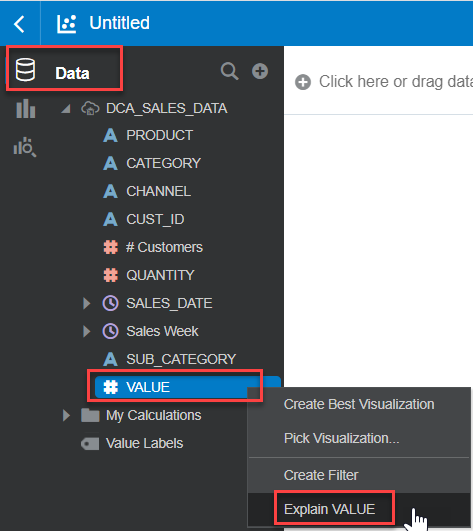 Untitled
Data
Click here or drag data
DCA_SALES_DATA
A PRODUCT
A CATEGORY
A CHANNEL
A CUST_ID
# # Customers
# QUANTITY
SALES_DATE
Sales Week
A SUB_CATEGORY
# VALUE
My Calculations
Value Labels
Create Best Visualization
Pick Visualization...
Create Filter
Explain VALUE